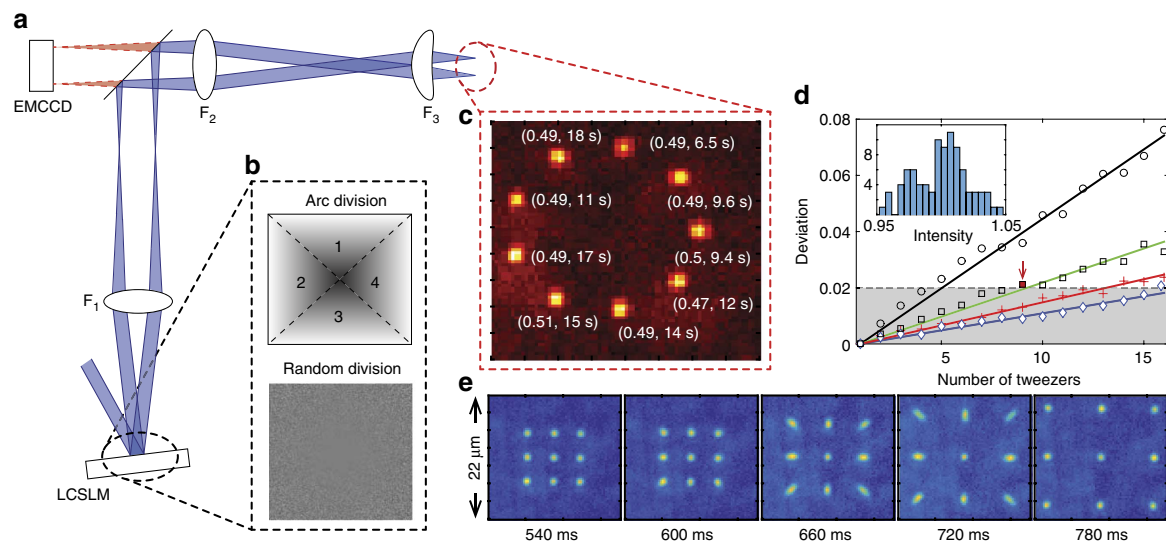 a
EMCCD
F2
F3
F1
LCSLM
b
Arc division
1
2
4
3
Random division
c
(0.49, 18 s)
(0.49, 6.5 s)
(0.49, 11 s)
(0.49, 9.6 s)
(0.49, 17 s)
(0.5, 9.4 s)
(0.47, 12 s)
(0.51, 15 s)
(0.49, 14 s)
d
0.08
0.06
0.04
0.02
0
Deviation
8
4
0.95
1.05
Intensity
5
10
15
Number of tweezers
e
22 μm
540 ms
600 ms
660 ms
720 ms
780 ms